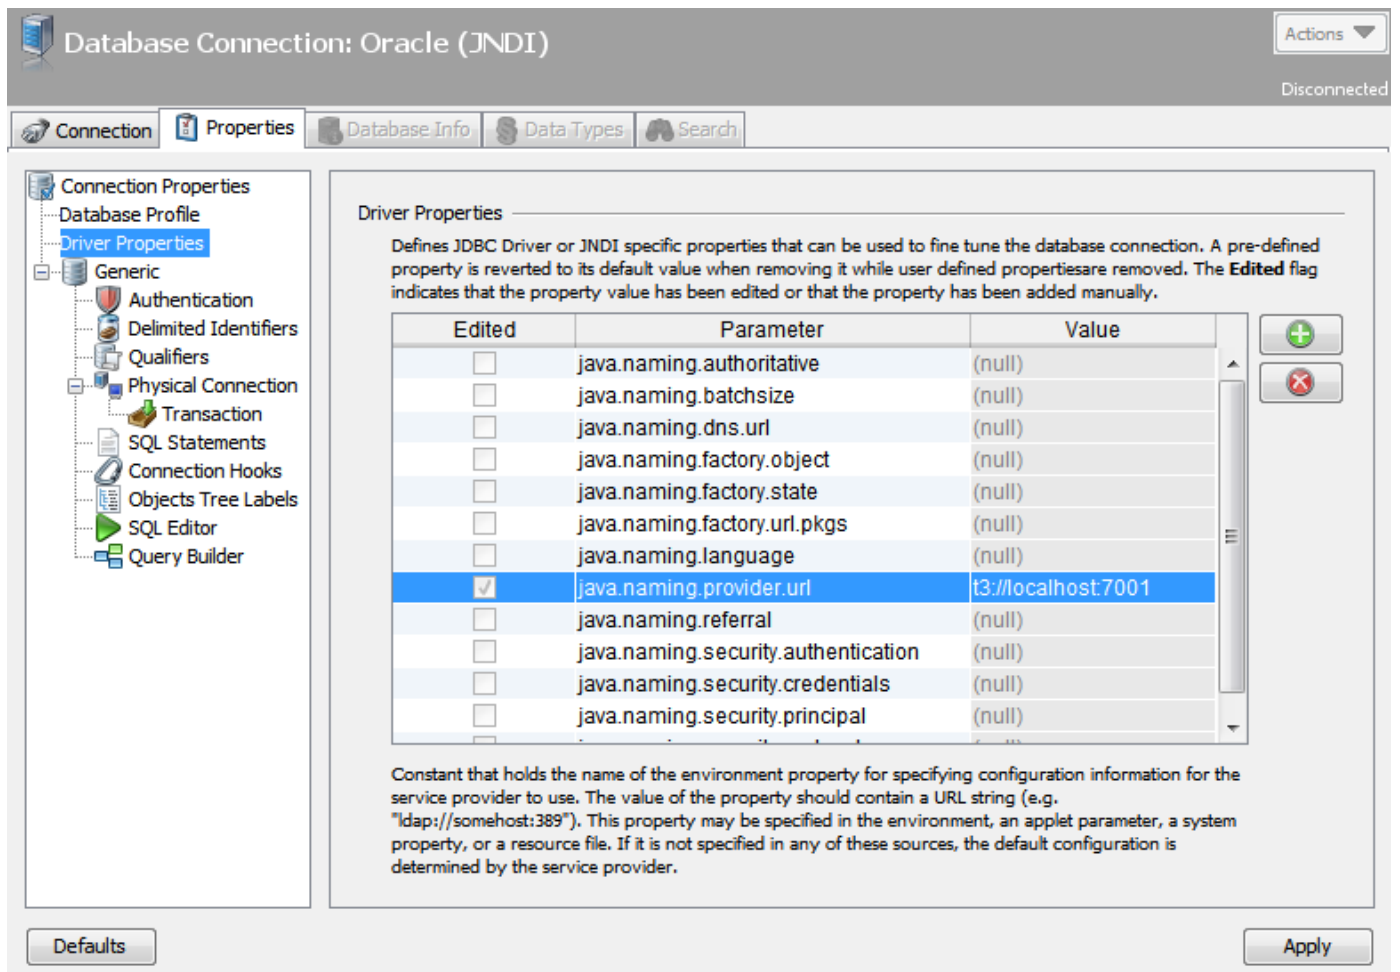 Database Connection: Oracle (JNDI)
Actions
Disconnected
Connection
Properties
Database Info
Data Types
Search
Connection Properties
Database Profile
Driver Properties
Generic
Authentication
Delimited Identifiers
Qualifiers
Physical Connection
Transaction
SQL Statements
Connection Hooks
Objects Tree Labels
SQL Editor
Query Builder
Driver Properties
Defines JDBC Driver or JNDI specific properties that can be used to fine tune the database connection. A pre-defined
property is reverted to its default value when removing it while user defined propertiesare removed. The Edited flag
indicates that the property value has been edited or that the property has been added manually.
Edited Parameter Value
java.naming.authoritative (null)
java.naming.batchsize (null)
java.naming.dns.url (null)
java.naming.factory.object (null)
java.naming.factory.state (null)
java.naming.factory.url.pkgs (null)
java.naming.language (null)
java.naming.provider.url t3://localhost:7001
java.naming.referral (null)
java.naming.security.authentication (null)
java.naming.security.credentials (null)
java.naming.security.principal (null)
Constant that holds the name of the environment property for specifying configuration information for the
service provider to use. The value of the property should contain a URL string (e.g.
"ldap://somehost:389"). This property may be specified in the environment, an applet parameter, a system
property, or a resource file. If it is not specified in any of these sources, the default configuration is
determined by the service provider.
Defaults
Apply